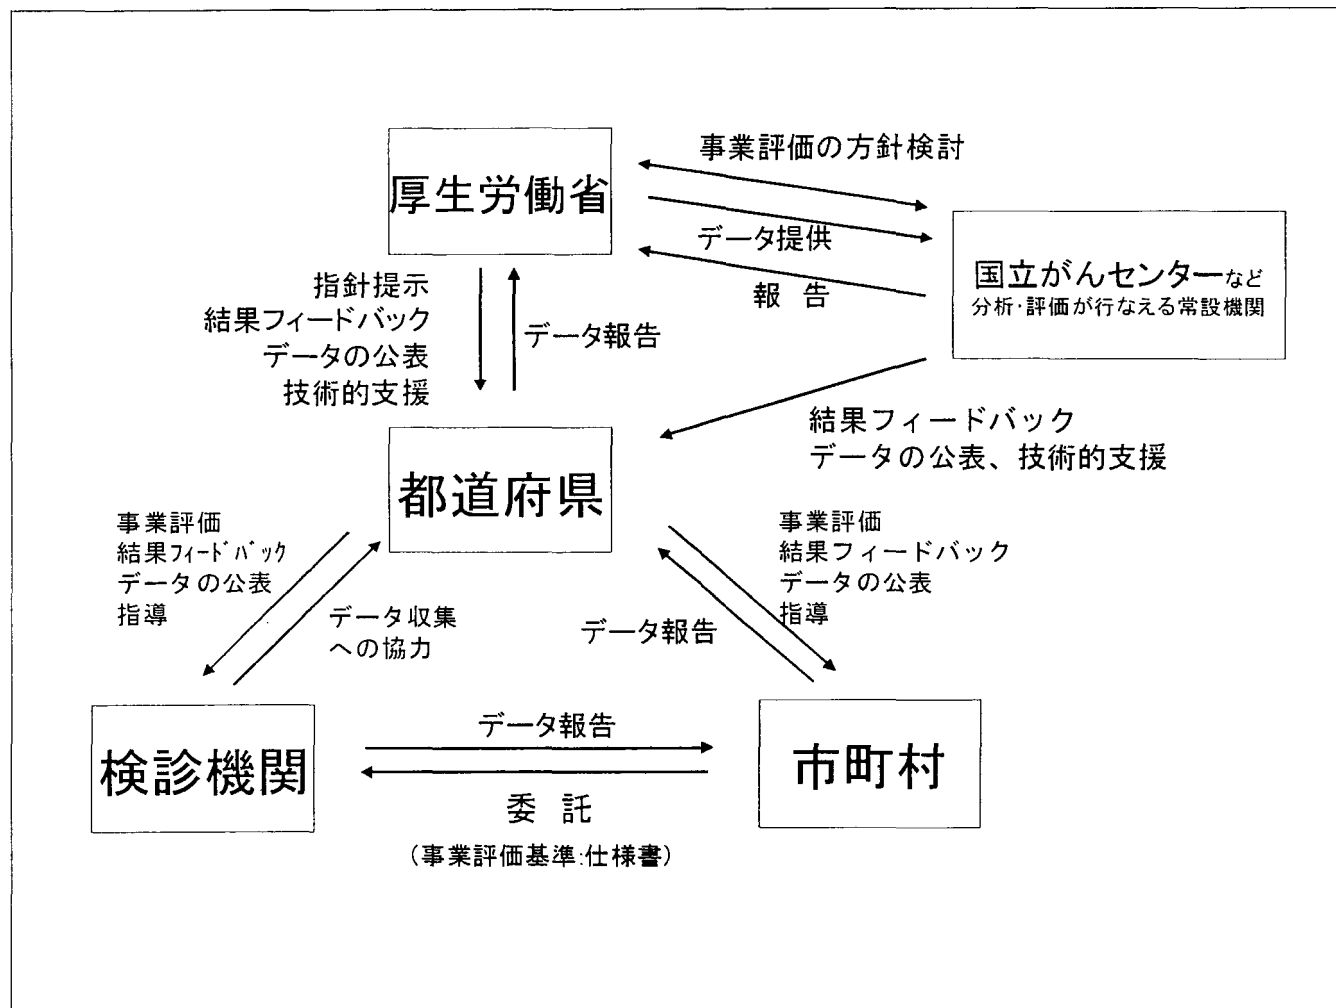 事業評価の方針検討
厚生労働省
データ提供
報 告
国立がんセンターなど
分析・評価が行なえる常設機関
指針提示
結果フィードバック
データの公表
技術的支援
データ報告
結果フィードバック
データの公表、技術的支援
都道府県
事業評価
結果フィードバック
データの公表
指導
データ収集
への協力
事業評価
結果フィードバック
データの公表
指導
データ報告
検診機関
データ報告
市町村
委 託
(事業評価基準:仕様書)